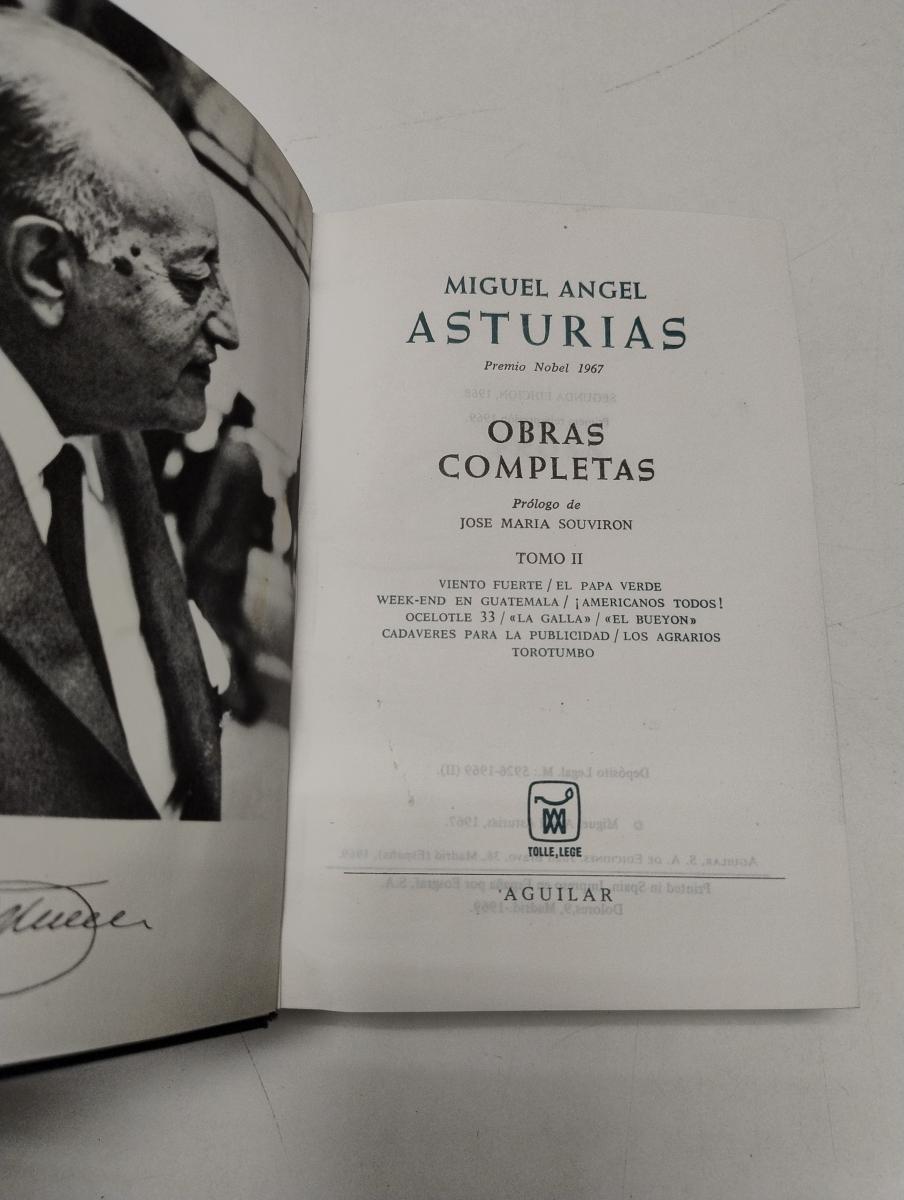 MIGUEL ANGEL
ASTURIAS
Premio Nobel 1967
OBRAS
COMPLETAS
Prólogo de
JOSE MARIA SOUVIRON
TOMO II
VIENTO FUERTE / EL PAPA VERDE
WEEK-END EN GUATEMALA / ¡AMERICANOS TODOS!
OCELOTLE 33 / «LA GALLA» / «EL BUEYON»
CADAVERES PARA LA PUBLICIDAD / LOS AGRARIOS
TOROTUMBO
TOLLE, LEGE
AGUILAR